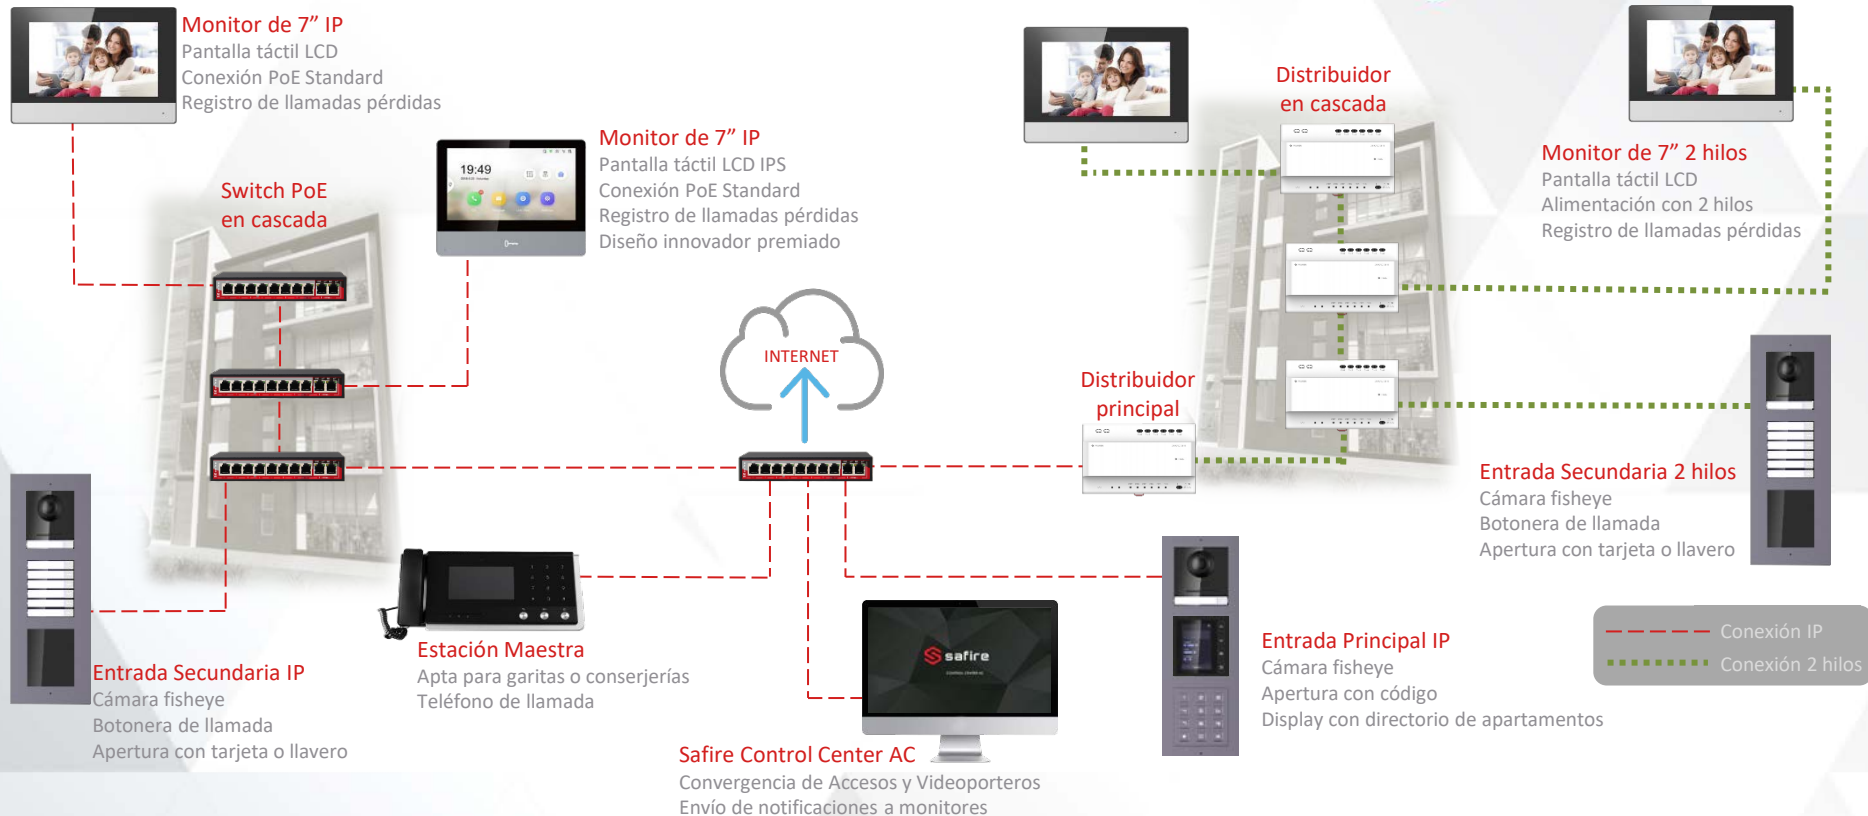 Monitor de 7” IP
Pantalla táctil LCD
Conexión PoE Standard
Registro de llamadas pérdidas
Monitor de 7” IP
Pantalla táctil LCD IPS
Conexión PoE Standard
Registro de llamadas pérdidas
Diseño innovador premiado
19:49
Switch PoE
en cascada
INTERNET
Distribuidor
en cascada
Monitor de 7” 2 hilos
Pantalla táctil LCD
Alimentación con 2 hilos
Registro de llamadas pérdidas
Distribuidor
principal
Entrada Secundaria 2 hilos
Cámara fisheye
Botonera de llamada
Apertura con tarjeta o llavero
Entrada Secundaria IP
Cámara fisheye
Botonera de llamada
Apertura con tarjeta o llavero
Estación Maestra
Apta para garitas o conserjerías
Teléfono de llamada
safire
CONTROL CENTER AC
Safire Control Center AC
Convergencia de Accesos y Videoporteros
Envío de notificaciones a monitores
Entrada Principal IP
Cámara fisheye
Apertura con código
Display con directorio de apartamentos
Conexión IP
Conexión 2 hilos